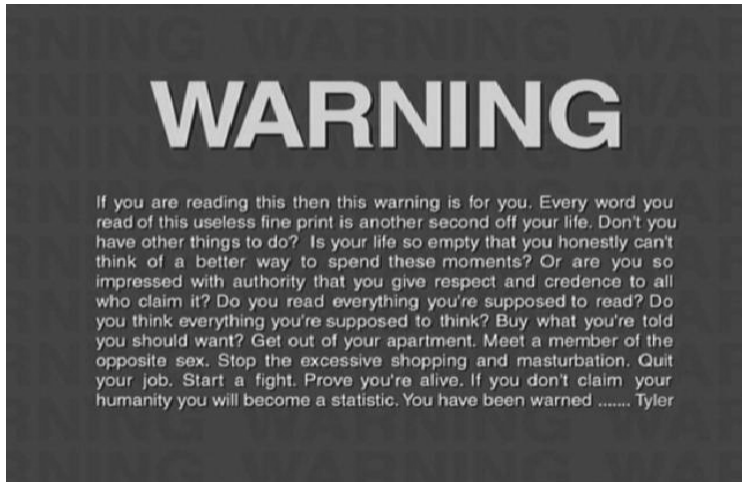 WARNING
If you are reading this then this warning is for you. Every word you
read of this useless fine print is another second off your life. Don't you
have other things to do? Is your life so empty that you honestly can't
think of a better way to spend these moments? Or are you so
impressed with authority that you give respect and credence to all
who claim it? Do you read everything you're supposed to read? Do
you think everything you're supposed to think? Buy what you're told
you should want? Get out of your apartment. Meet a member of the
opposite sex. Stop the excessive shopping and masturbation. Quit
your job. Start a fight. Prove you're alive. If you don't claim your
humanity you will become a statistic. You have been warned ....... Tyler